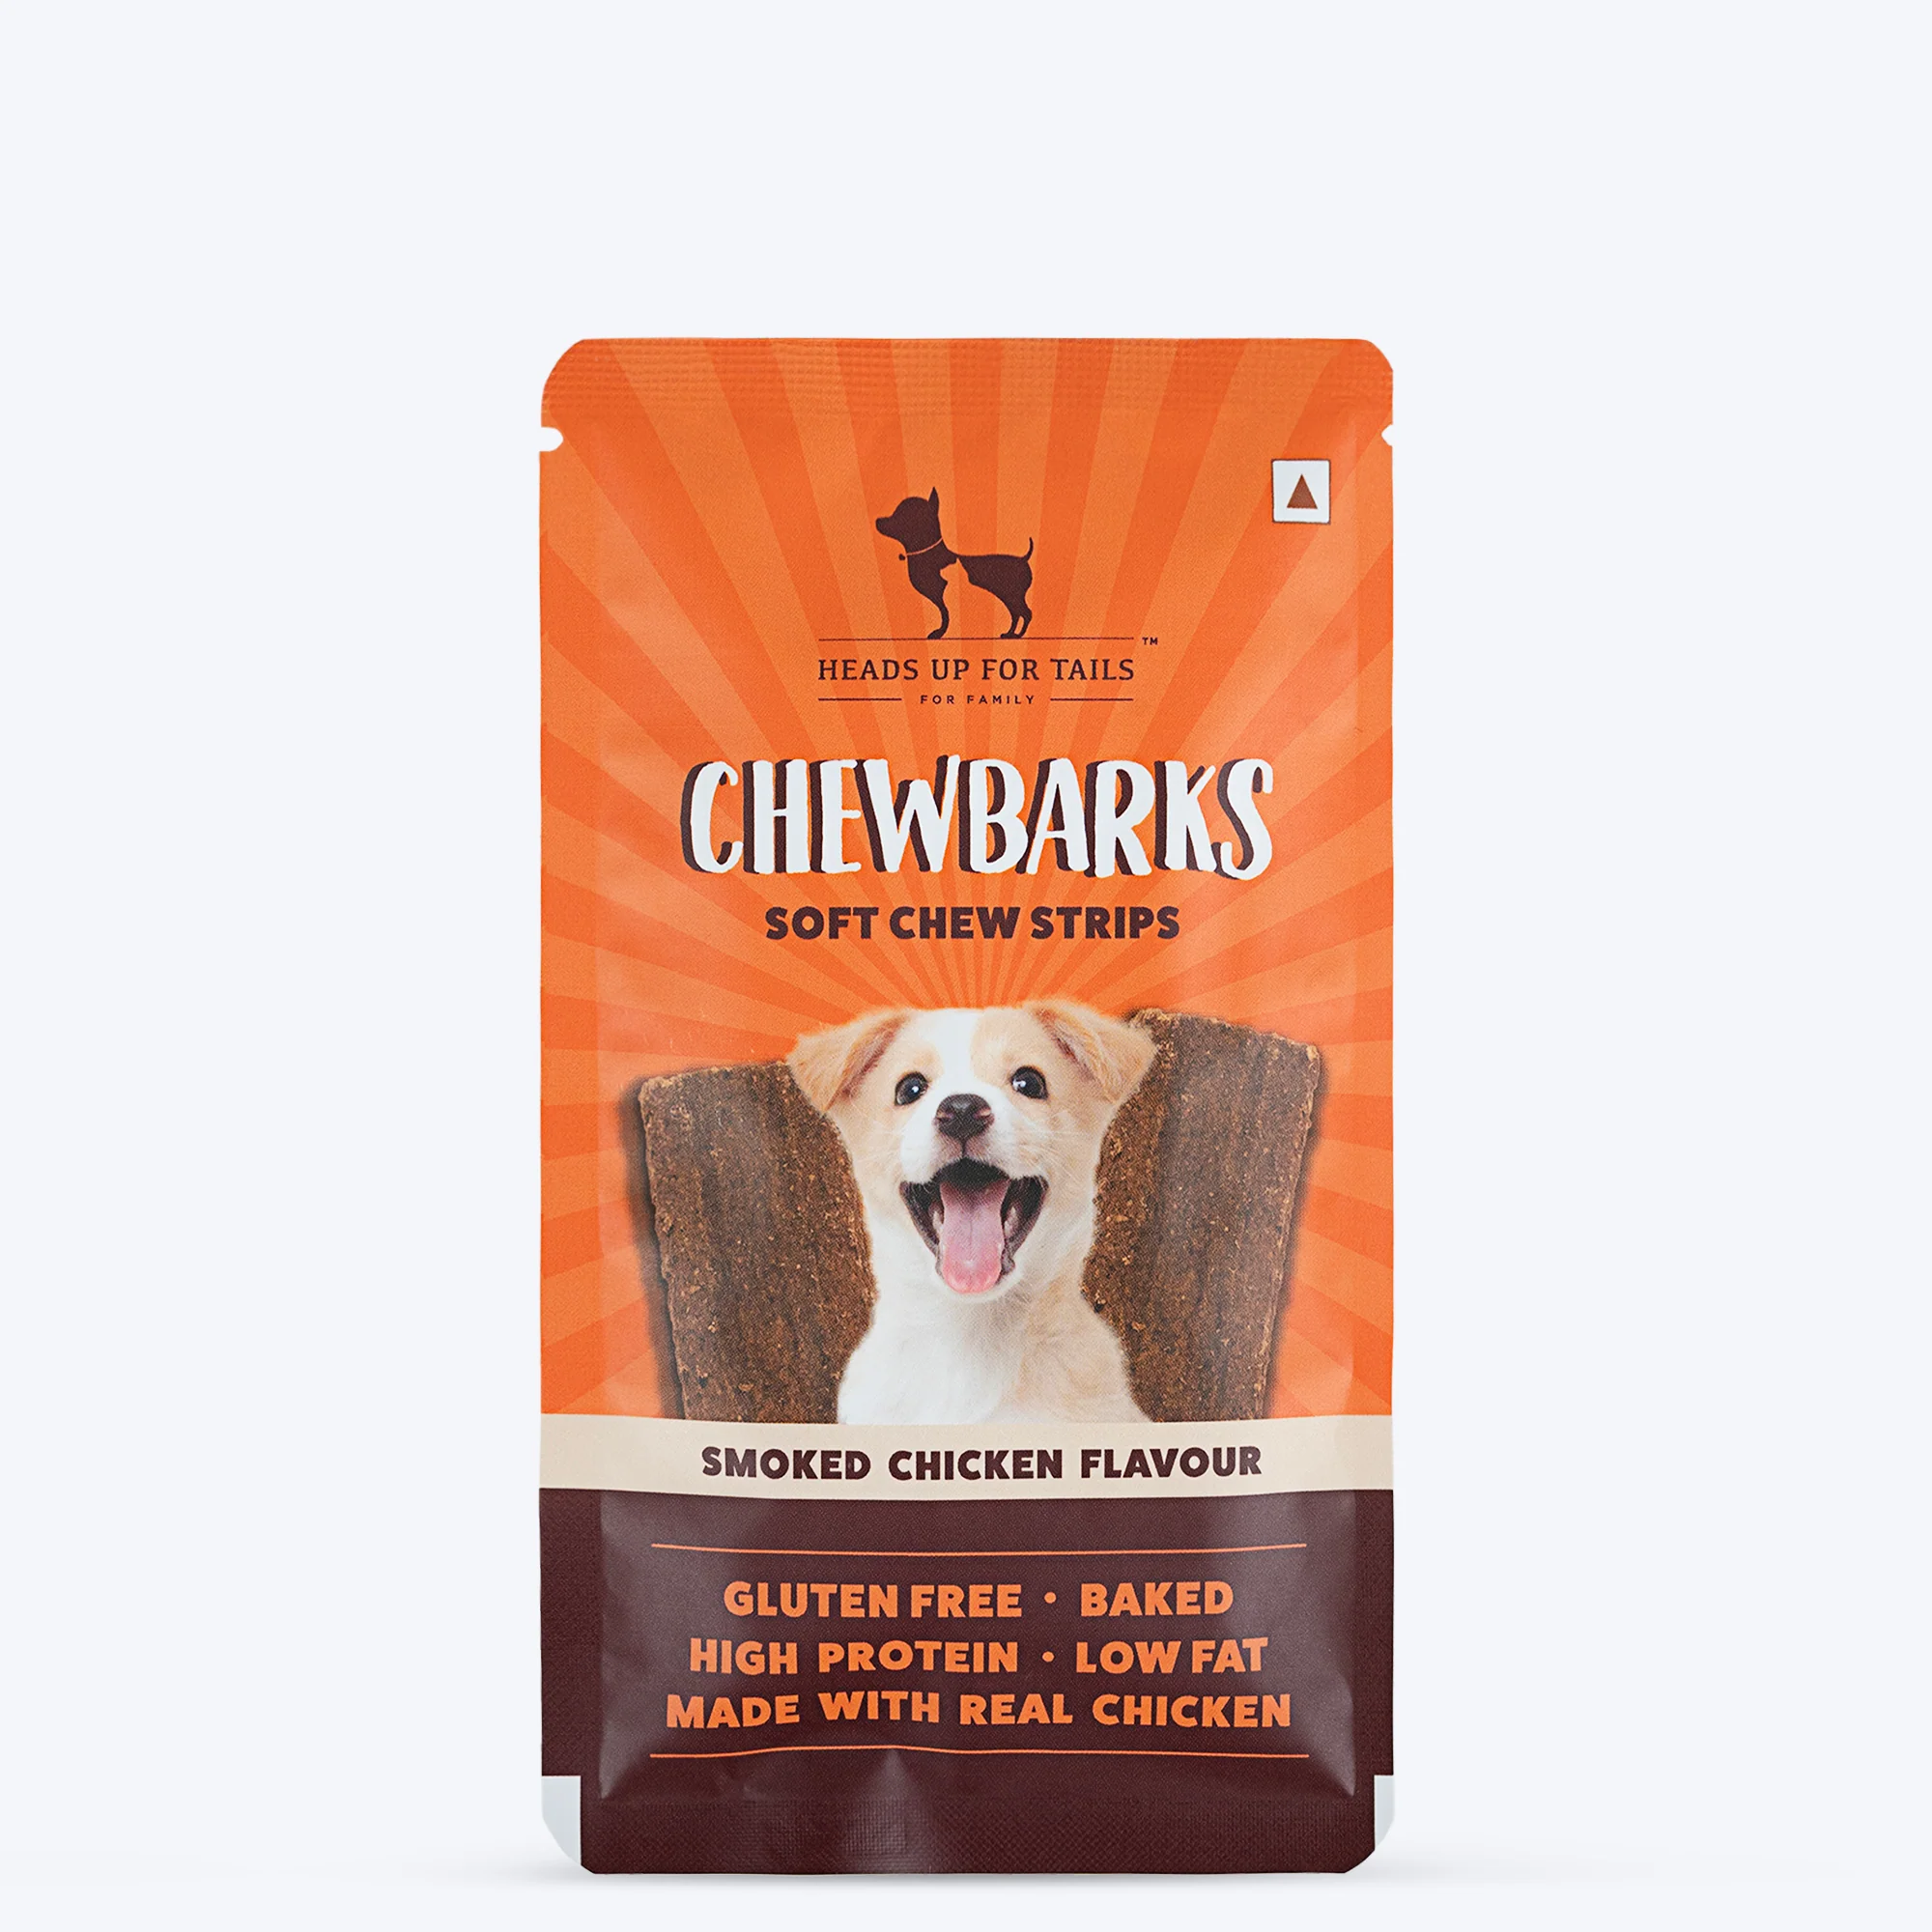 ™
HEADS UP FOR TAILS
FOR FAMILY
CHEWBARKS
SOFT CHEW STRIPS
SMOKED CHICKEN FLAVOUR
GLUTEN FREE • BAKED
HIGH PROTEIN • LOW FAT
MADE WITH REAL CHICKEN